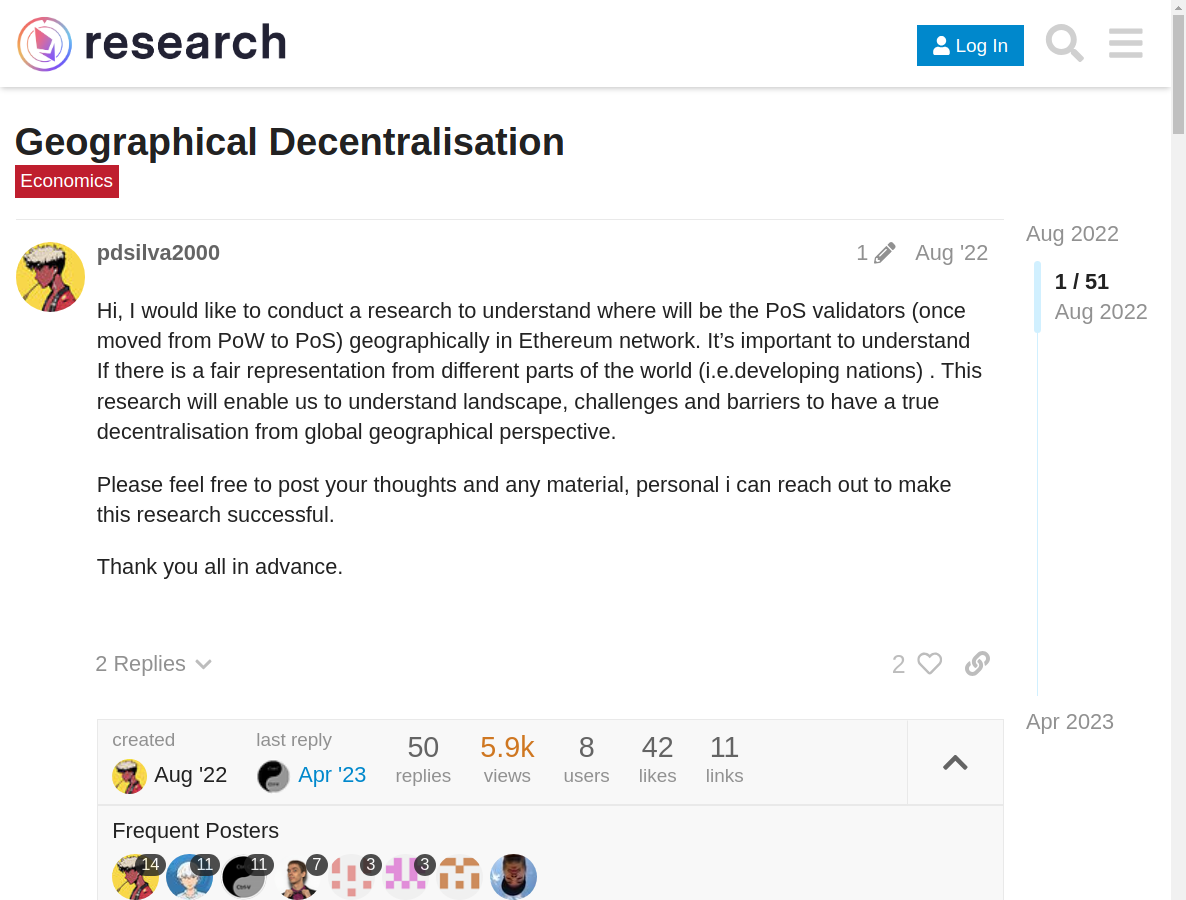 research
Log In
Geographical Decentralisation
Economics
pdsilva2000
1
Aug '22
Hi, I would like to conduct a research to understand where will be the PoS validators (once
moved from PoW to PoS) geographically in Ethereum network. It’s important to understand
If there is a fair representation from different parts of the world (i.e.developing nations) . This
research will enable us to understand landscape, challenges and barriers to have a true
decentralisation from global geographical perspective.
Please feel free to post your thoughts and any material, personal i can reach out to make
this research successful.
Thank you all in advance.
2 Replies
2
Aug 2022
1 / 51
Aug 2022
Apr 2023
created
Aug '22
last reply
Apr '23
50
replies
5.9k
views
8
users
42
likes
11
links
Frequent Posters
14
11
11
7
3
3